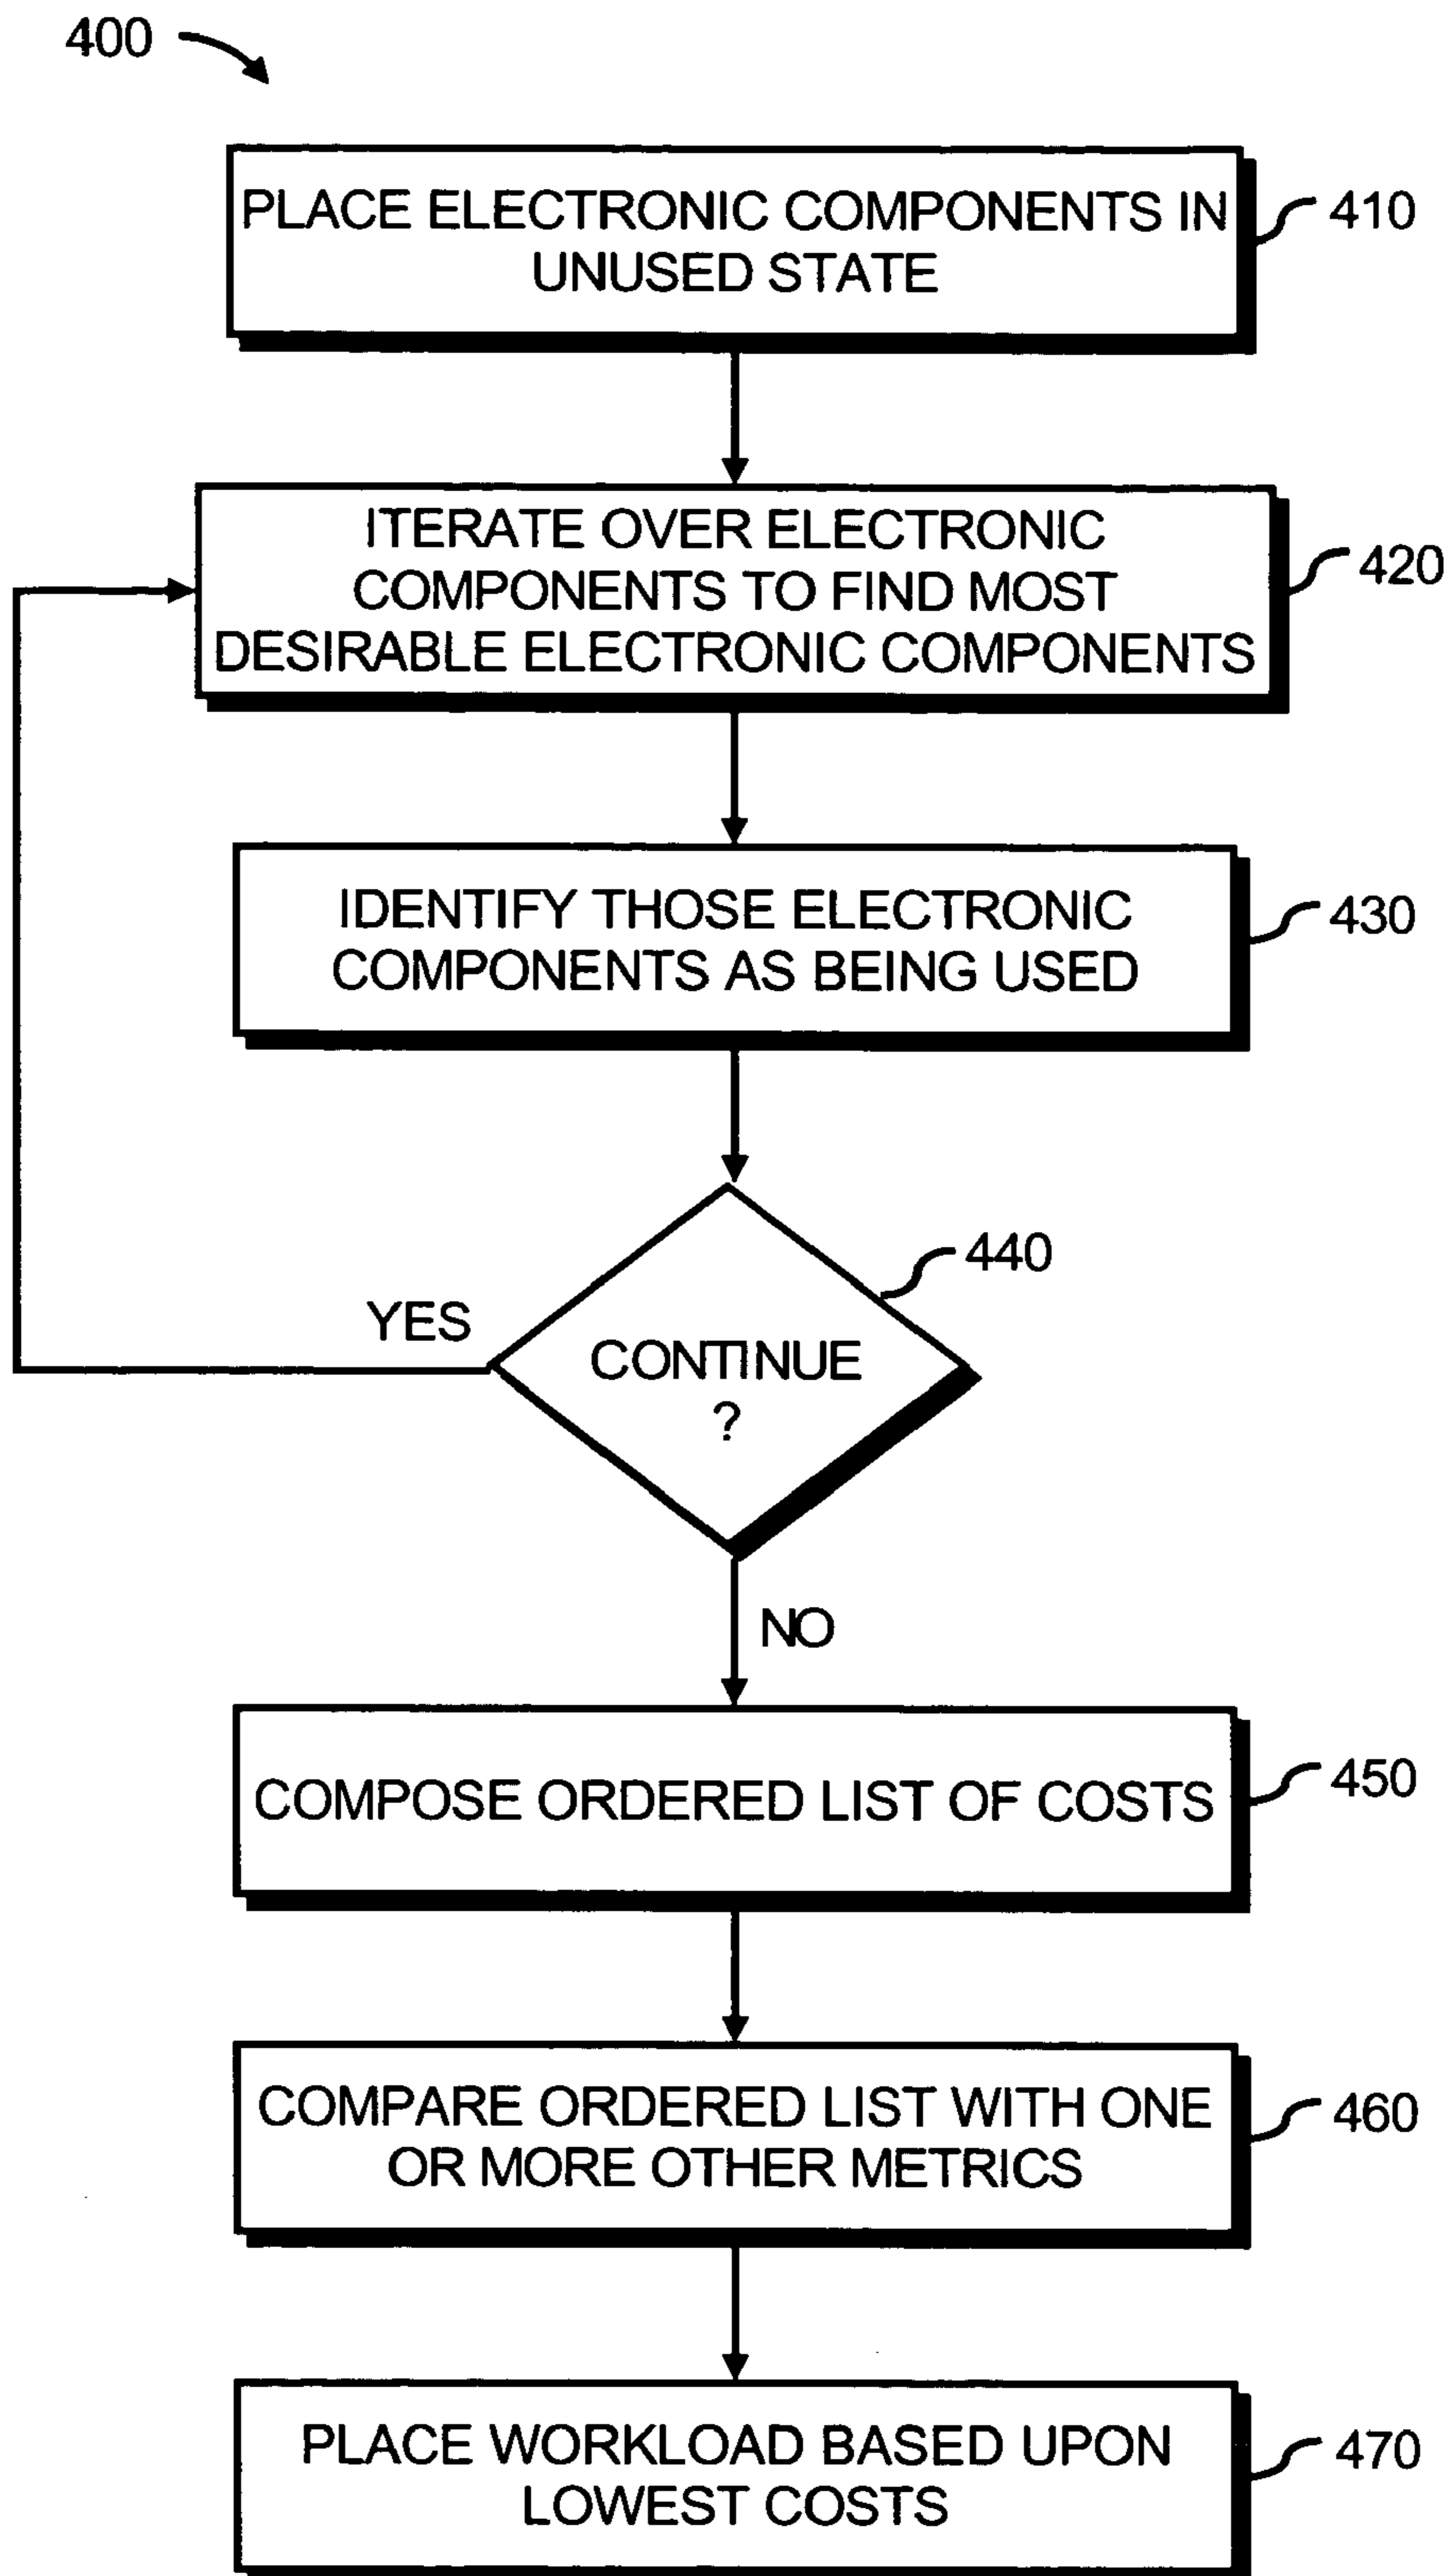 400
PLACE ELECTRONIC COMPONENTS IN
UNUSED STATE
410
ITERATE OVER ELECTRONIC
COMPONENTS TO FIND MOST
DESIRABLE ELECTRONIC COMPONENTS
420
IDENTIFY THOSE ELECTRONIC
COMPONENTS AS BEING USED
430
440
YES
CONTINUE
?
NO
COMPOSE ORDERED LIST OF COSTS
450
COMPARE ORDERED LIST WITH ONE
OR MORE OTHER METRICS
460
PLACE WORKLOAD BASED UPON
LOWEST COSTS
470